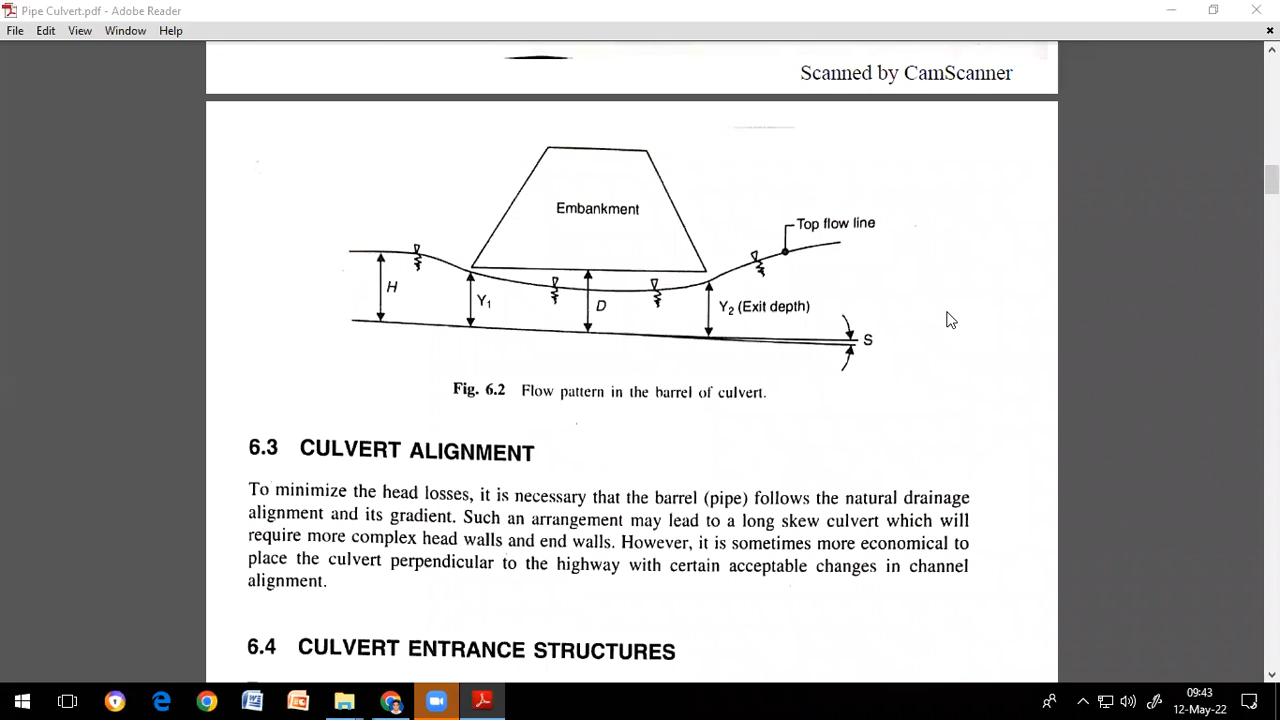 Pipe Culvert.pdf - Adobe Reader
File Edit View Window Help
Scanned by CamScanner
Embankment
Top flow line
H
Y1
D
Y2 (Exit depth)
S
Fig. 6.2 Flow pattern in the barrel of culvert.
6.3 CULVERT ALIGNMENT
To minimize the head losses, it is necessary that the barrel (pipe) follows the natural drainage
alignment and its gradient. Such an arrangement may lead to a long skew culvert which will
require more complex head walls and end walls. However, it is sometimes more economical to
place the culvert perpendicular to the highway with certain acceptable changes in channel
alignment.
6.4 CULVERT ENTRANCE STRUCTURES
09:43
12-May-22